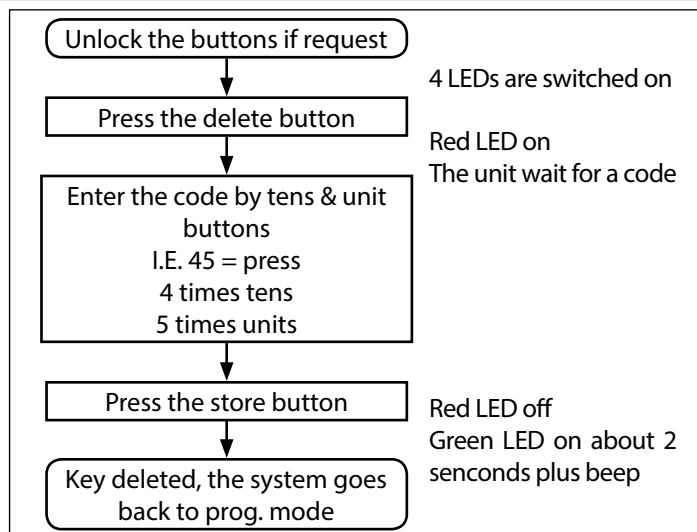 Unlock the buttons if request
4 LEDs are switched on
Press the delete button
Red LED on
The unit wait for a code
Enter the code by tens & unit
buttons
I.E. 45 = press
4 times tens
5 times units
Press the store button
Red LED off
Green LED on about 2
senconds plus beep
Key deleted, the system goes
back to prog. mode